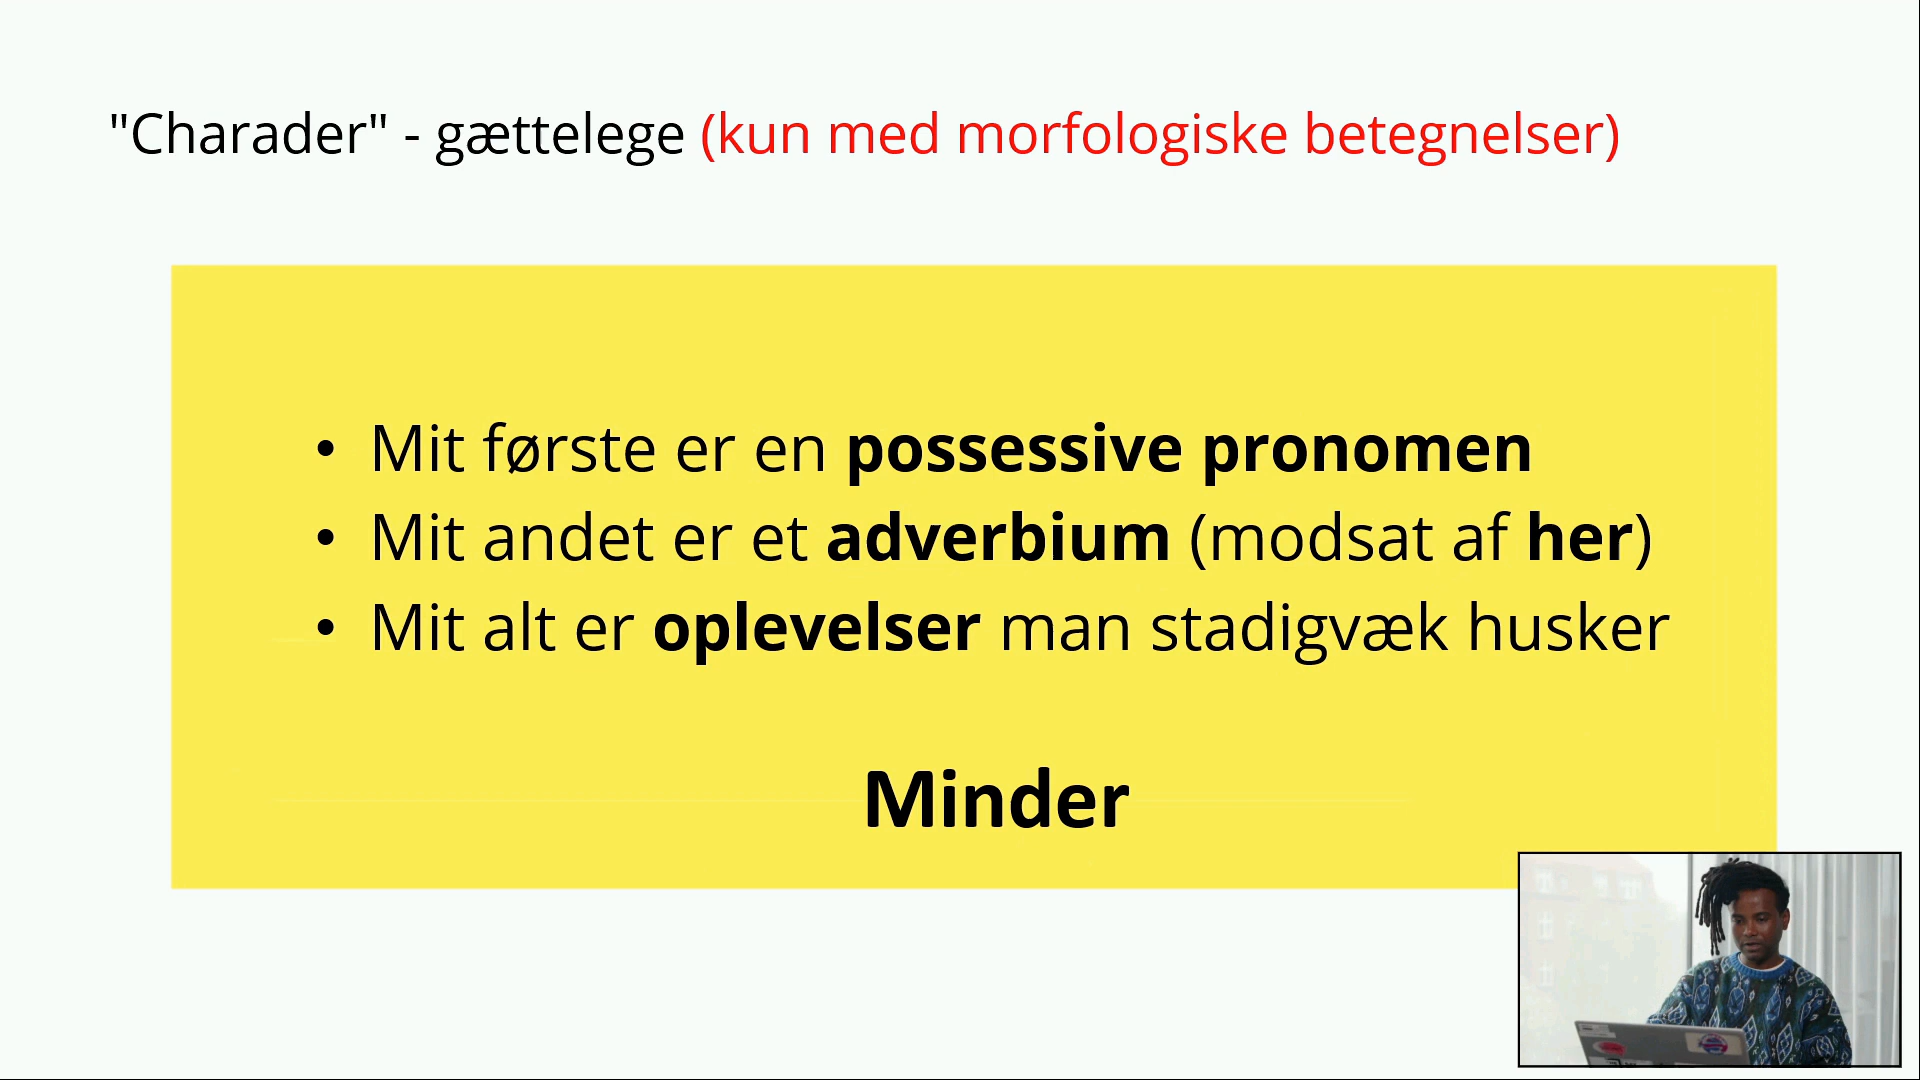 "Charader" - gættelege (kun med morfologiske betegnelser)
• Mit første er en possessive pronomen
• Mit andet er et adverbium (modsat af her)
• Mit alt er oplevelser man stadigvæk husker
Minder